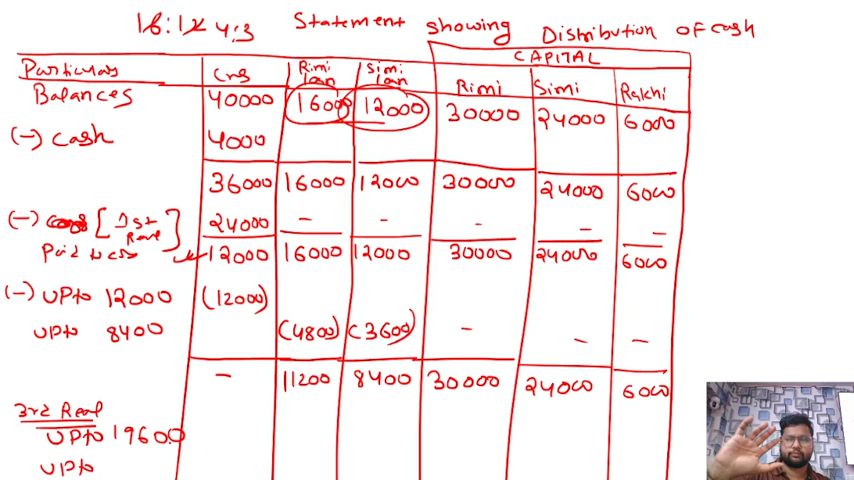 16:12 4:3 Statement showing Distribution of cash
CAPITAL
Particulars Crs Rimi loan Simi loan Rimi Simi Rakhi
Balances 40000 16000 12000 30000 24000 6000
(-) Cash 4000
36000 16000 12000 30000 24000 6000
(-) [1st Real] 24000 - - - - -
Paid to crs 12000 16000 12000 30000 24000 6000
(-) UPto 12000 (12000)
UPto 8400 (4800) (3600) - - -
- 11200 8400 30000 24000 6000
3rd Real
UPto 19600
UPto